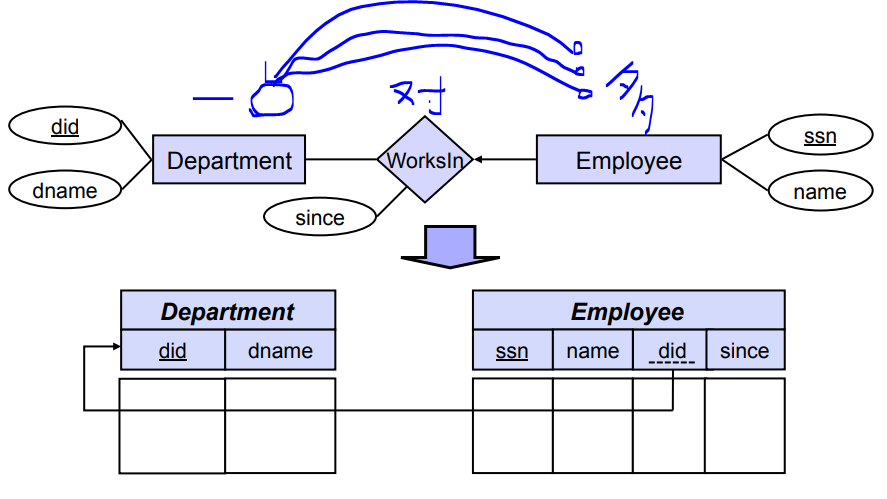 一 对 多
did
Department
WorksIn
Employee
ssn
dname
name
since
Department
Employee
did dname
ssn name did since